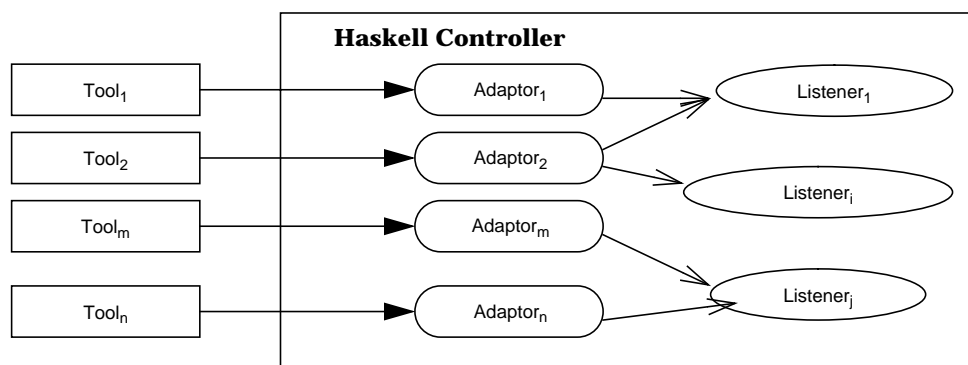 Haskell Controller
Tool1 Adaptor1 Listener1
Tool2 Adaptor2
Listeneri
Toolm Adaptorm
Tooln Adaptorn Listenerj